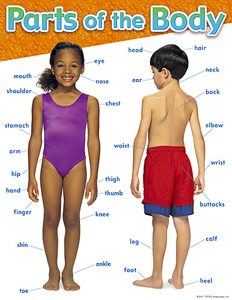 Parts of the Body
eye
nose
mouth
shoulder
chest
stomach
arm
hip
thigh
hand
thumb
finger
knee
shin
ankle
toe
head
hair
ear
neck
back
elbow
waist
wrist
buttocks
leg
calf
foot
heel